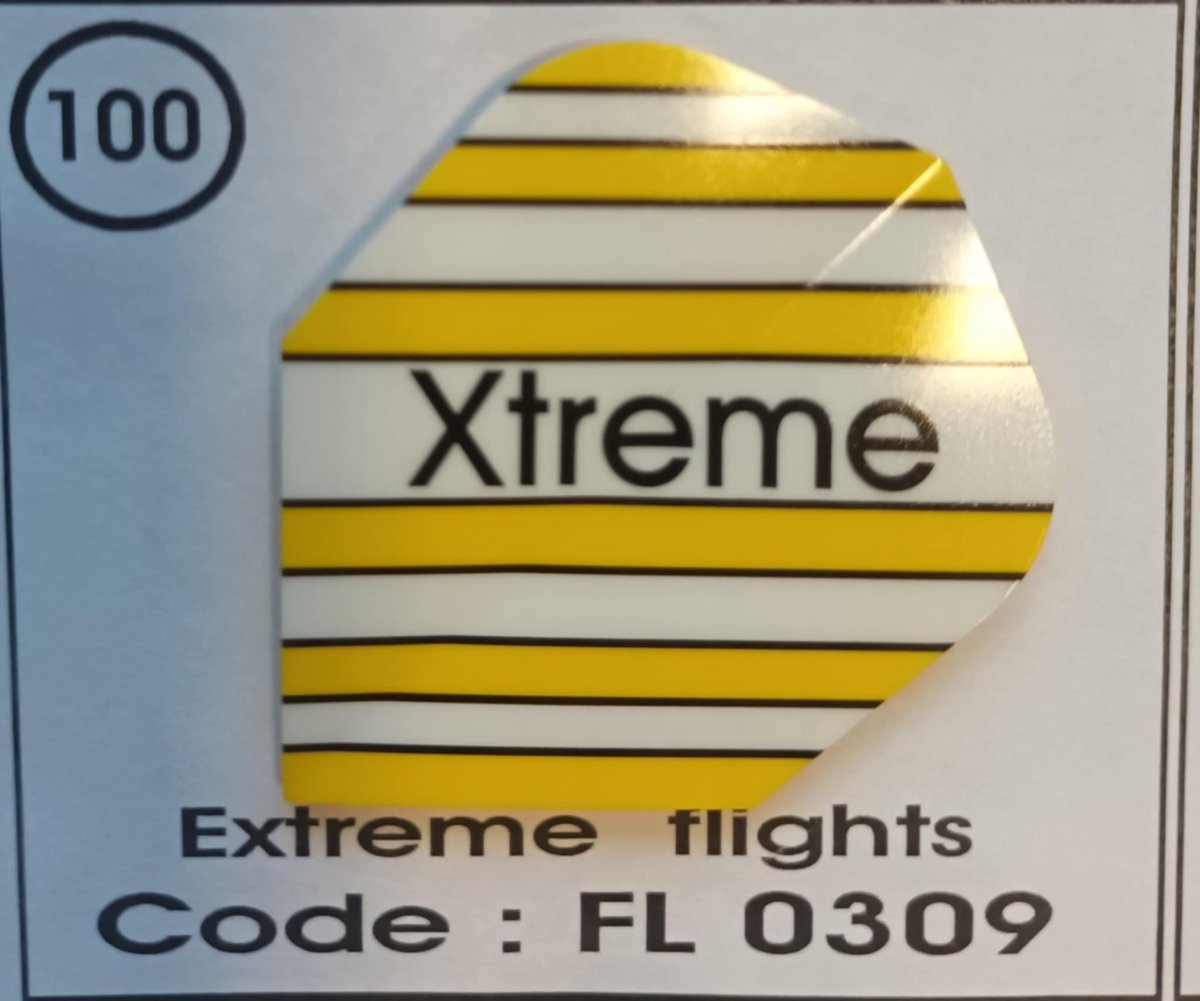 100
Xtreme
Extreme flights
Code : FL 0309